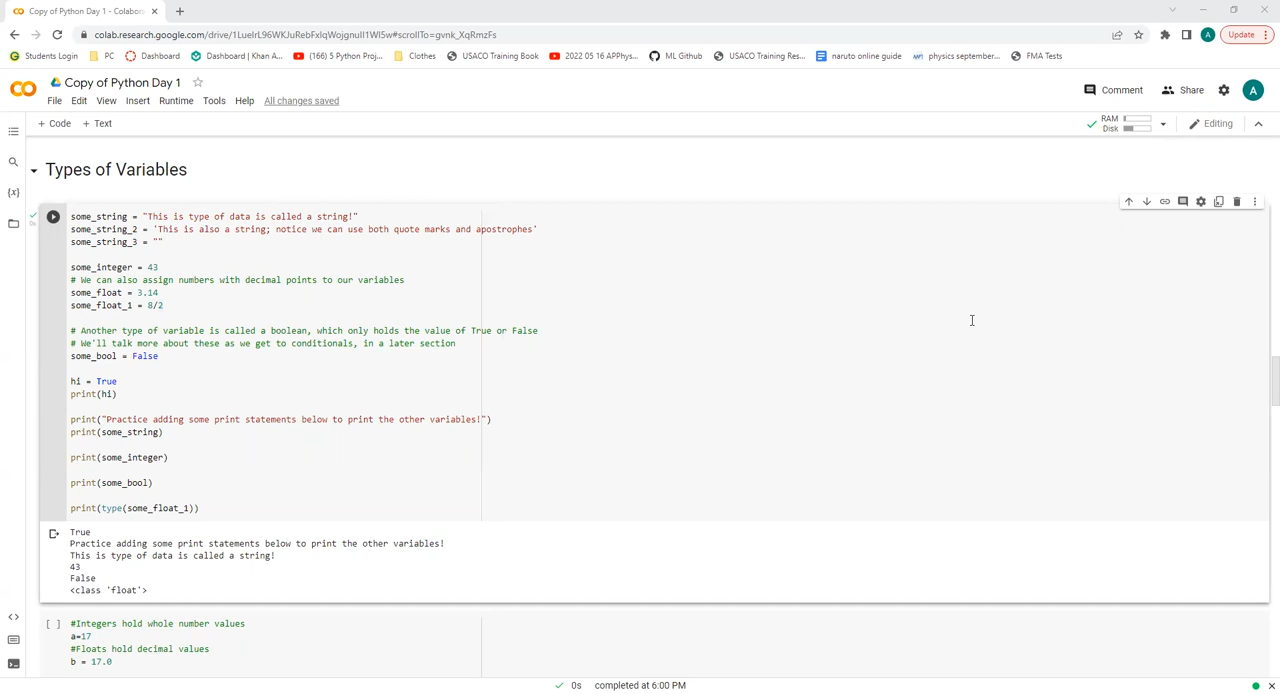 Copy of Python Day 1 - Colabora
colab.research.google.com/drive/1LueIrL96WKJuRebFxlqWojgnull1WI5w#scrollTo=gvnk_XqRmzFs
A
Update
Students Login
PC
Dashboard
Dashboard | Khan A...
(166) 5 Python Proj...
Clothes
USACO Training Book
2022 05 16 APPhys...
ML Github
USACO Training Res...
naruto online guide
physics september...
FMA Tests
Copy of Python Day 1
Comment
Share
A
File Edit View Insert Runtime Tools Help All changes saved
+ Code + Text
RAM
Disk
Editing
Types of Variables
0s
some_string = "This is type of data is called a string!"
some_string_2 = 'This is also a string; notice we can use both quote marks and apostrophes'
some_string_3 = ""
some_integer = 43
# We can also assign numbers with decimal points to our variables
some_float = 3.14
some_float_1 = 8/2
# Another type of variable is called a boolean, which only holds the value of True or False
# We'll talk more about these as we get to conditionals, in a later section
some_bool = False
hi = True
print(hi)
print("Practice adding some print statements below to print the other variables!")
print(some_string)
print(some_integer)
print(some_bool)
print(type(some_float_1))
True
Practice adding some print statements below to print the other variables!
This is type of data is called a string!
43
False
<class 'float'>
[ ] #Integers hold whole number values
a=17
#Floats hold decimal values
b = 17.0
0s completed at 6:00 PM